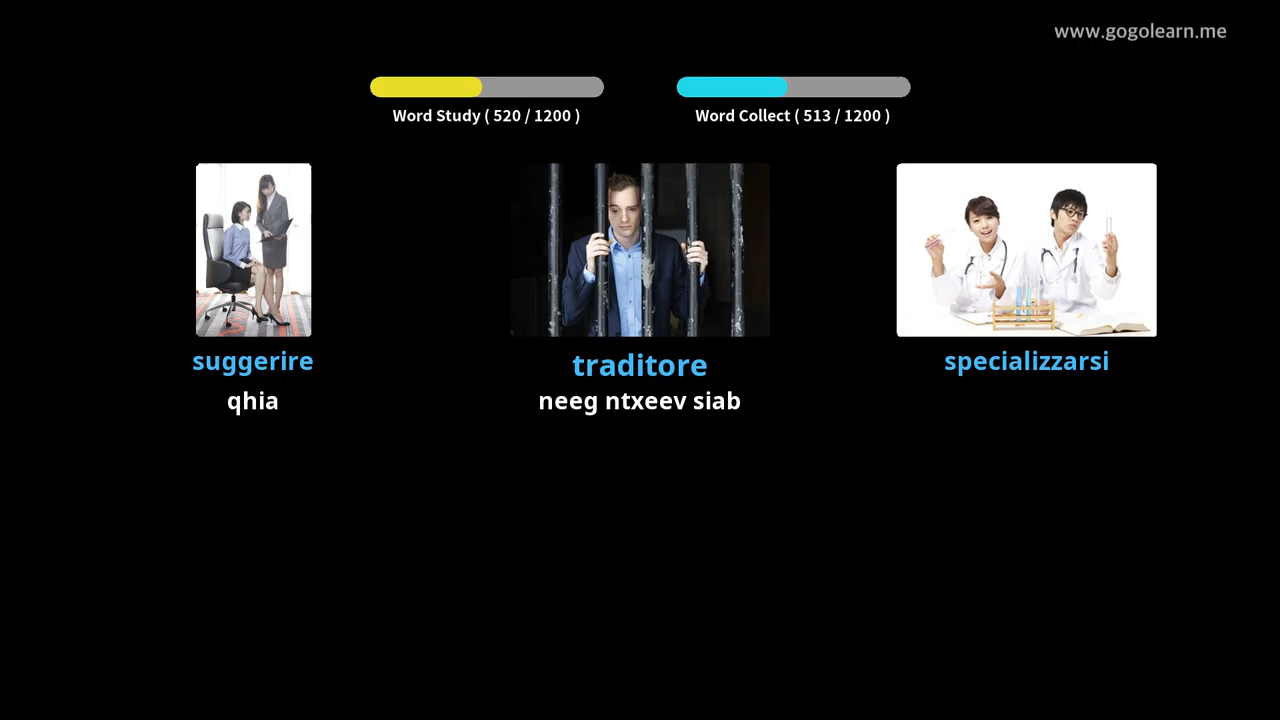 www.gogolearn.me
Word Study ( 520 / 1200 )
Word Collect ( 513 / 1200 )
suggerire
traditore
specializzarsi
qhia
neeg ntxeev siab